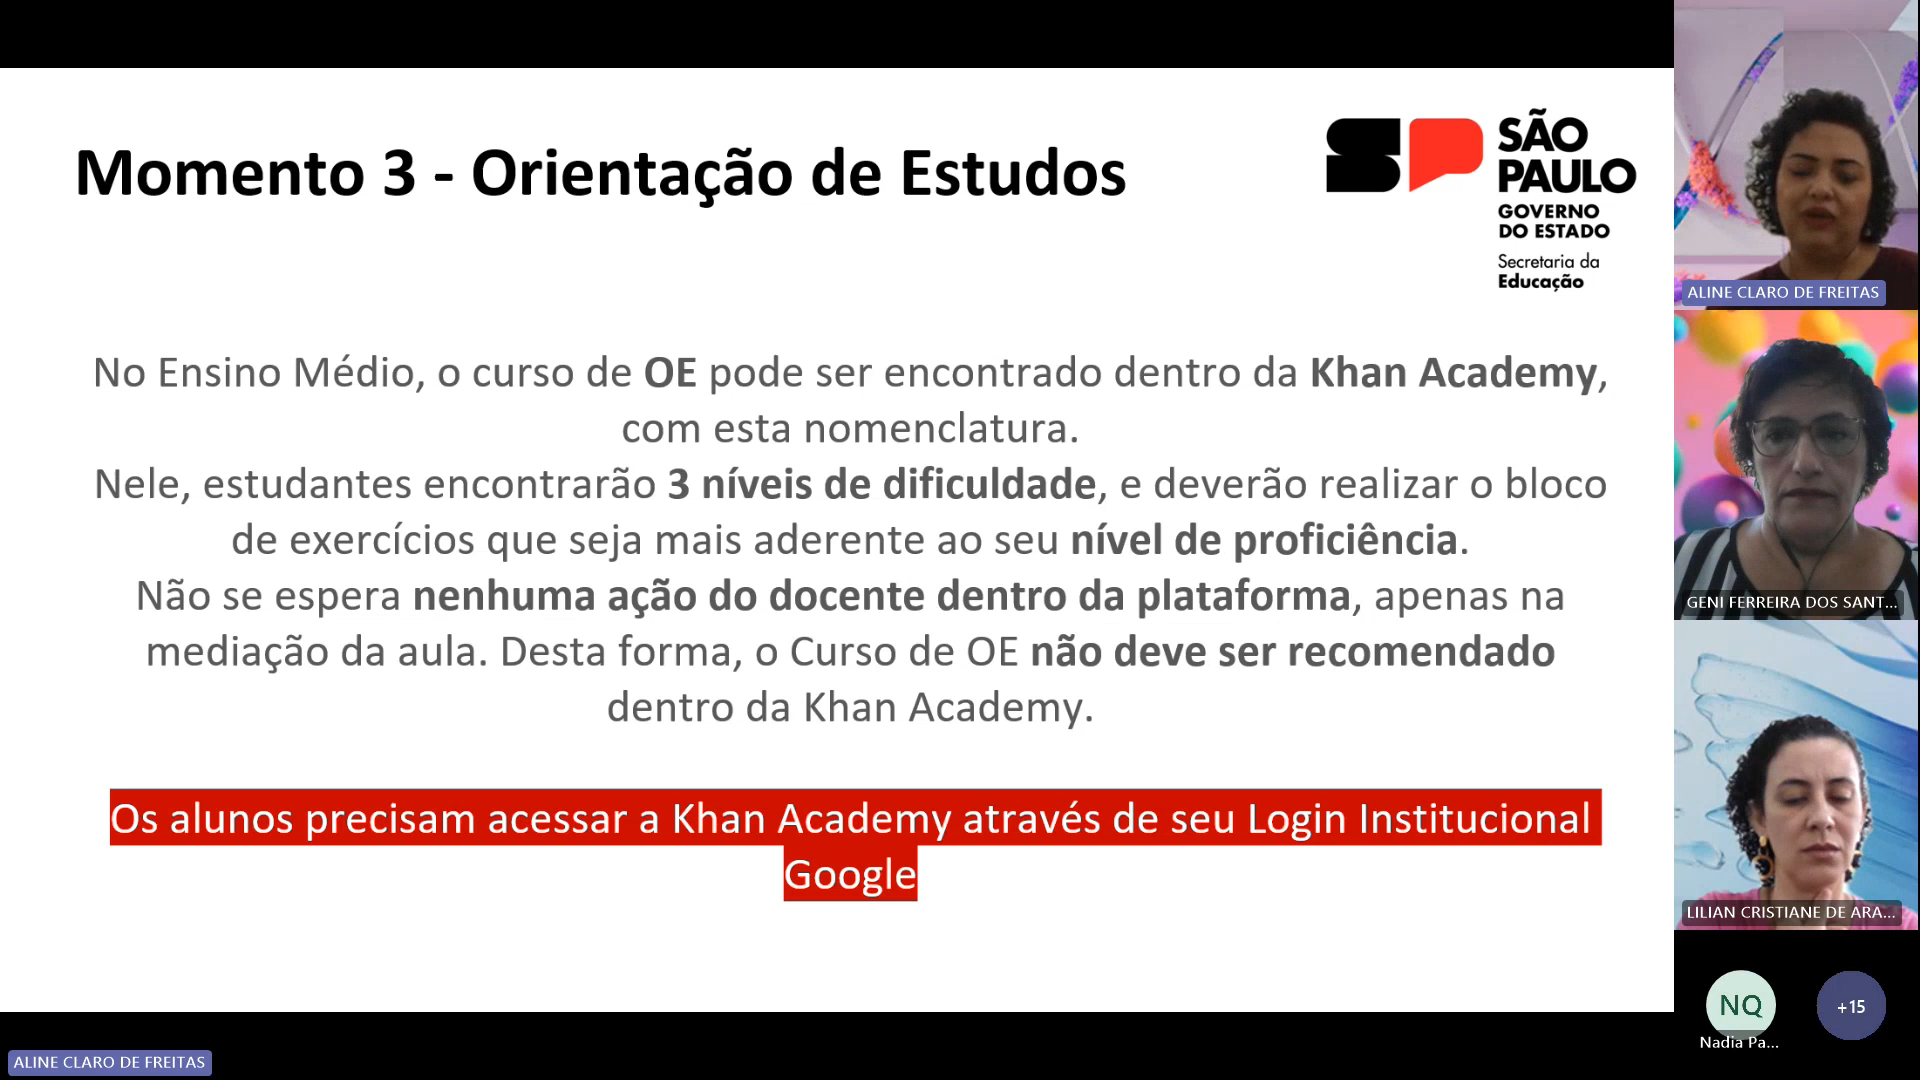 Momento 3 - Orientação de Estudos
SÃO
PAULO
GOVERNO
DO ESTADO
Secretaria da
Educação
No Ensino Médio, o curso de OE pode ser encontrado dentro da Khan Academy,
com esta nomenclatura.
Nele, estudantes encontrarão 3 níveis de dificuldade, e deverão realizar o bloco
de exercícios que seja mais aderente ao seu nível de proficiência.
Não se espera nenhuma ação do docente dentro da plataforma, apenas na
mediação da aula. Desta forma, o Curso de OE não deve ser recomendado
dentro da Khan Academy.
Os alunos precisam acessar a Khan Academy através de seu Login Institucional
Google
ALINE CLARO DE FREITAS
ALINE CLARO DE FREITAS
GENI FERREIRA DOS SANT...
LILIAN CRISTIANE DE ARA...
NQ
Nadia Pa...
+15